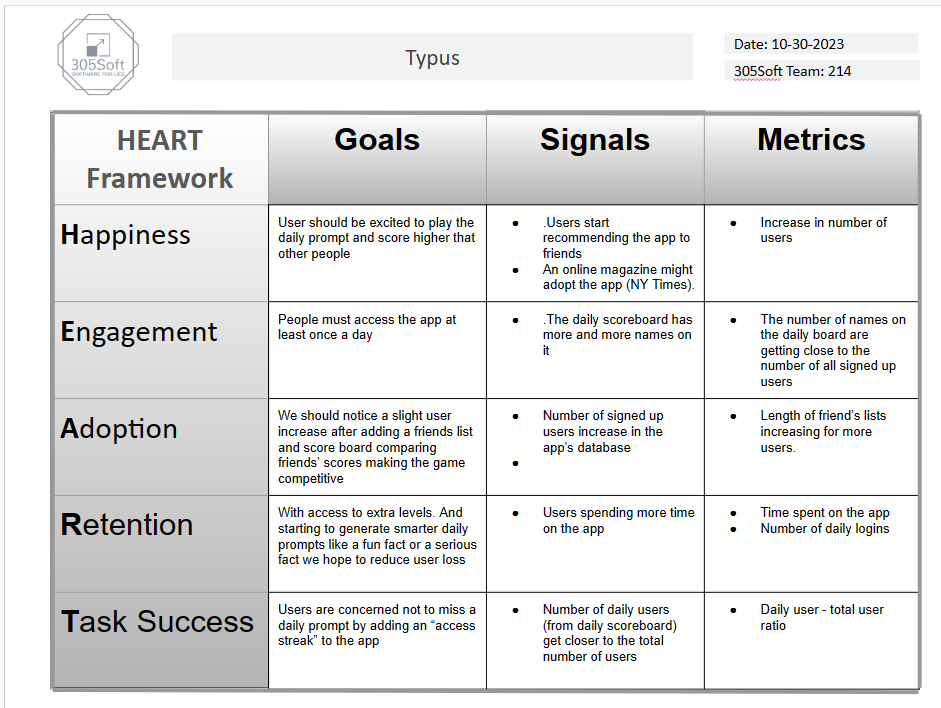 305Soft
SOFTWARE FOR LIFE
Typus
Date: 10-30-2023
305Soft Team: 214
HEART
Framework
Goals
Signals
Metrics
Happiness
User should be excited to play the
daily prompt and score higher that
other people
● .Users start
recommending the app to
friends
● An online magazine might
adopt the app (NY Times).
● Increase in number of
users
Engagement
People must access the app at
least once a day
● .The daily scoreboard has
more and more names on
it
● The number of names on
the daily board are
getting close to the
number of all signed up
users
Adoption
We should notice a slight user
increase after adding a friends list
and score board comparing
friends' scores making the game
competitive
● Number of signed up
users increase in the
app's database
●
● Length of friend's lists
increasing for more
users.
Retention
With access to extra levels. And
starting to generate smarter daily
prompts like a fun fact or a serious
fact we hope to reduce user loss
● Users spending more time
on the app
● Time spent on the app
● Number of daily logins
Task Success
Users are concerned not to miss a
daily prompt by adding an “access
streak” to the app
● Number of daily users
(from daily scoreboard)
get closer to the total
number of users
● Daily user - total user
ratio